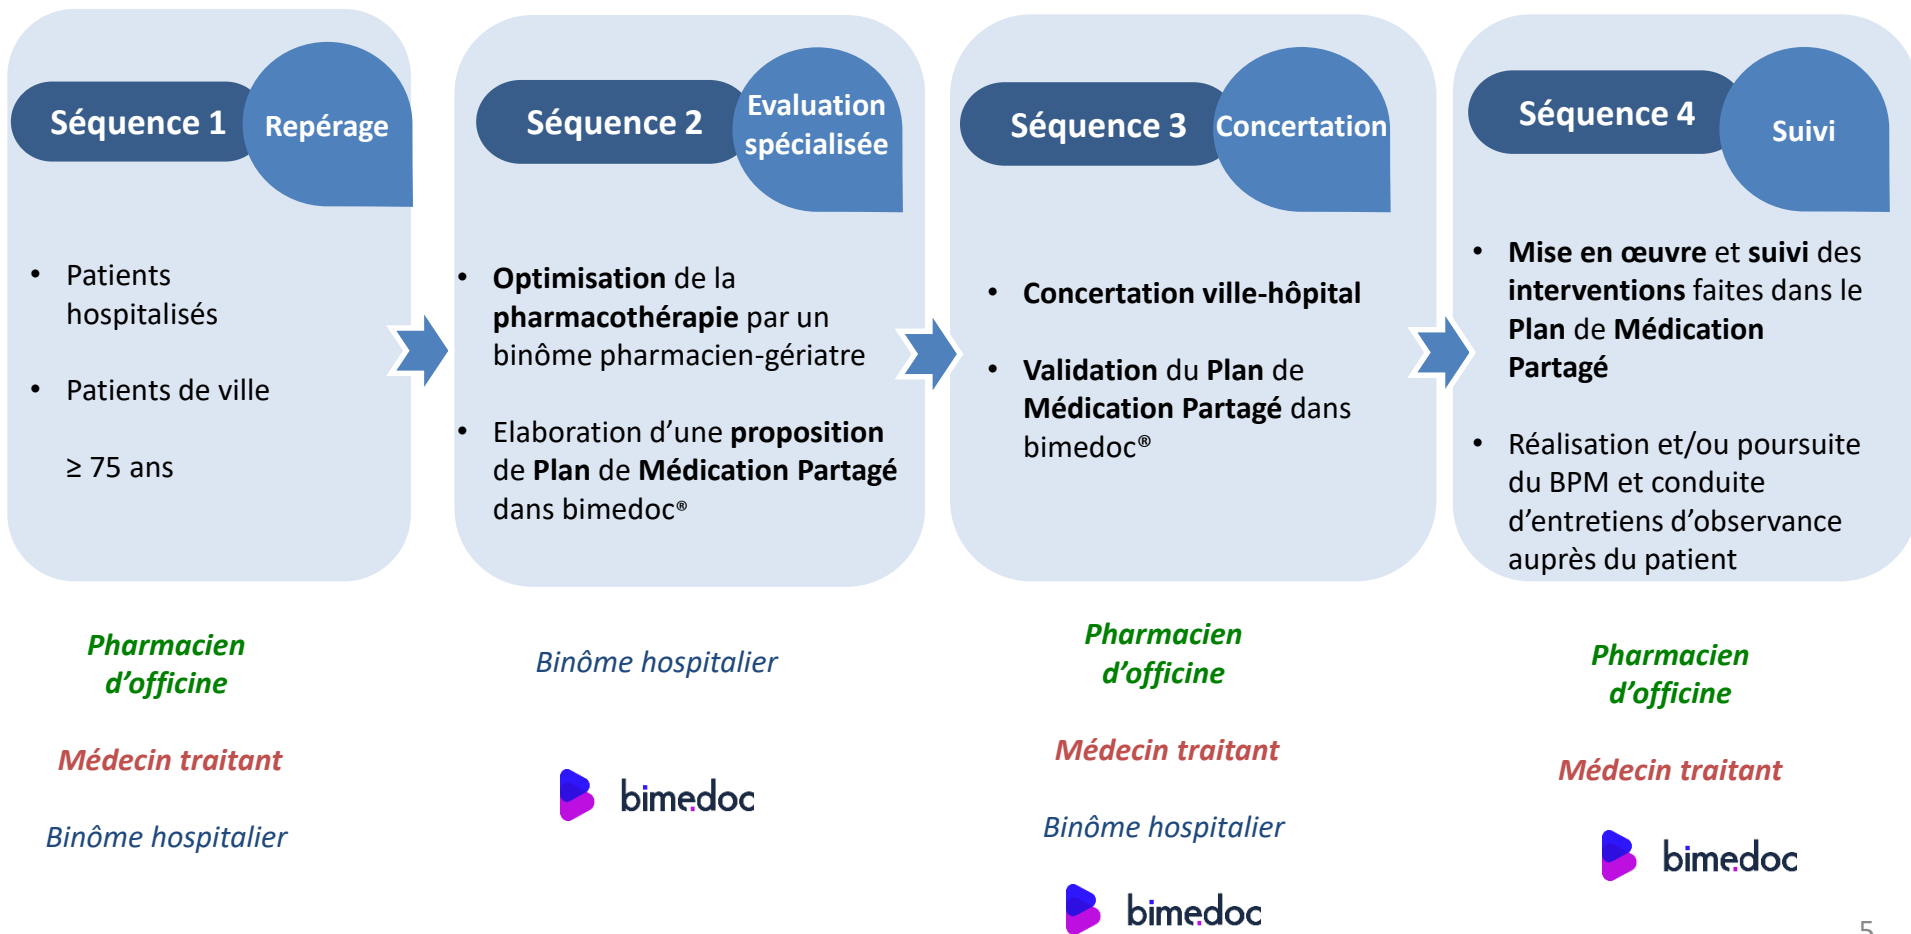 Séquence 1
Repérage
• Patients
hospitalisés
• Patients de ville
≥ 75 ans
Pharmacien
d’officine
Médecin traitant
Binôme hospitalier
Séquence 2
Evaluation
spécialisée
• Optimisation de la
pharmacothérapie par un
binôme pharmacien-gériatre
• Elaboration d’une proposition
de Plan de Médication Partagé
dans bimedoc®
Binôme hospitalier
bimedoc
Séquence 3
Concertation
• Concertation ville-hôpital
• Validation du Plan de
Médication Partagé dans
bimedoc®
Pharmacien
d’officine
Médecin traitant
Binôme hospitalier
bimedoc
Séquence 4
Suivi
• Mise en œuvre et suivi des
interventions faites dans le
Plan de Médication
Partagé
• Réalisation et/ou poursuite
du BPM et conduite
d’entretiens d’observance
auprès du patient
Pharmacien
d’officine
Médecin traitant
bimedoc
5